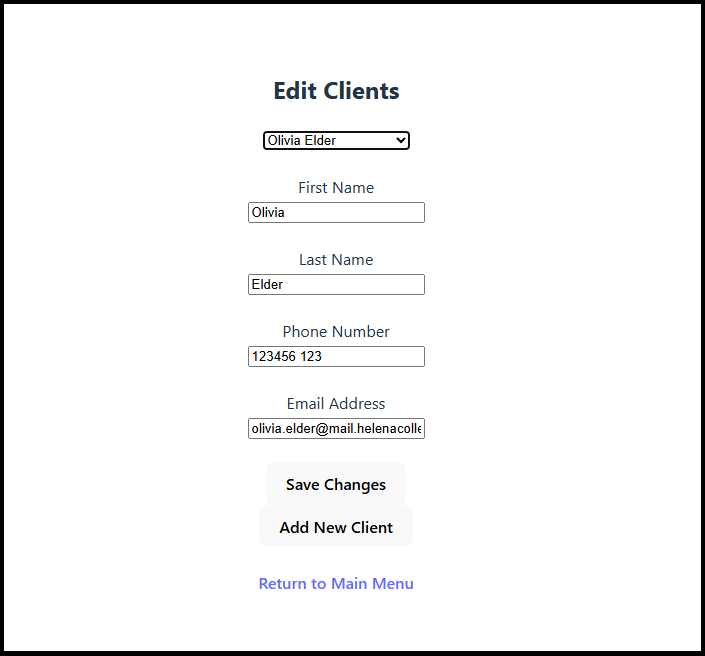 Edit Clients
Olivia Elder
First Name
Olivia
Last Name
Elder
Phone Number
123456 123
Email Address
olivia.elder@mail.helenacolle
Save Changes
Add New Client
Return to Main Menu